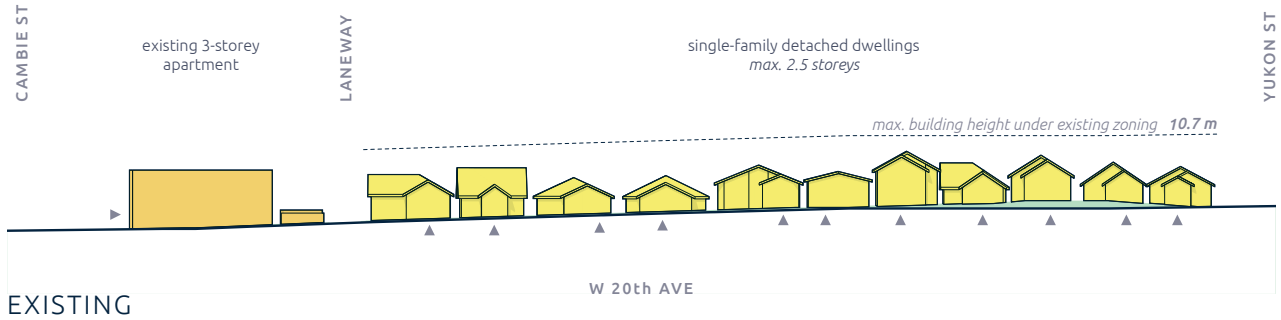 CAMBIE ST
existing 3-storey
apartment
LANEWAY
single-family detached dwellings
max. 2.5 storeys
YUKON ST
max. building height under existing zoning 10.7 m
W 20th AVE
EXISTING